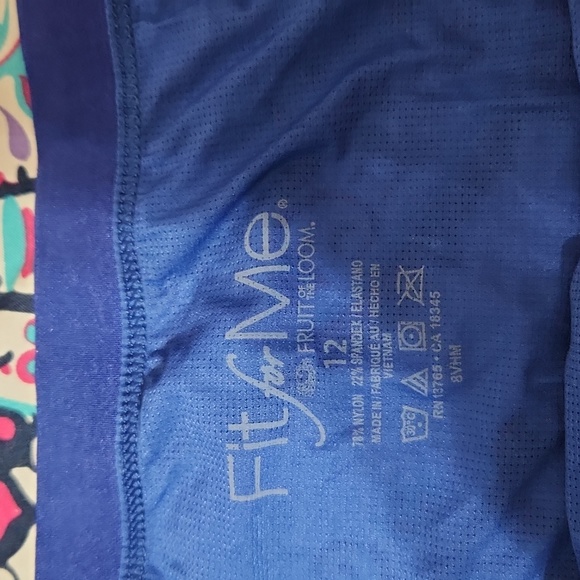 Fit for Me®
FRUIT OF THE LOOM®
12
78% NYLON 22% SPANDEX / ELASTANO
MADE IN / FABRIQUÉ AU / HECHO EN
VIETNAM
30°C
RN 13765 • CA 18345
8VHM